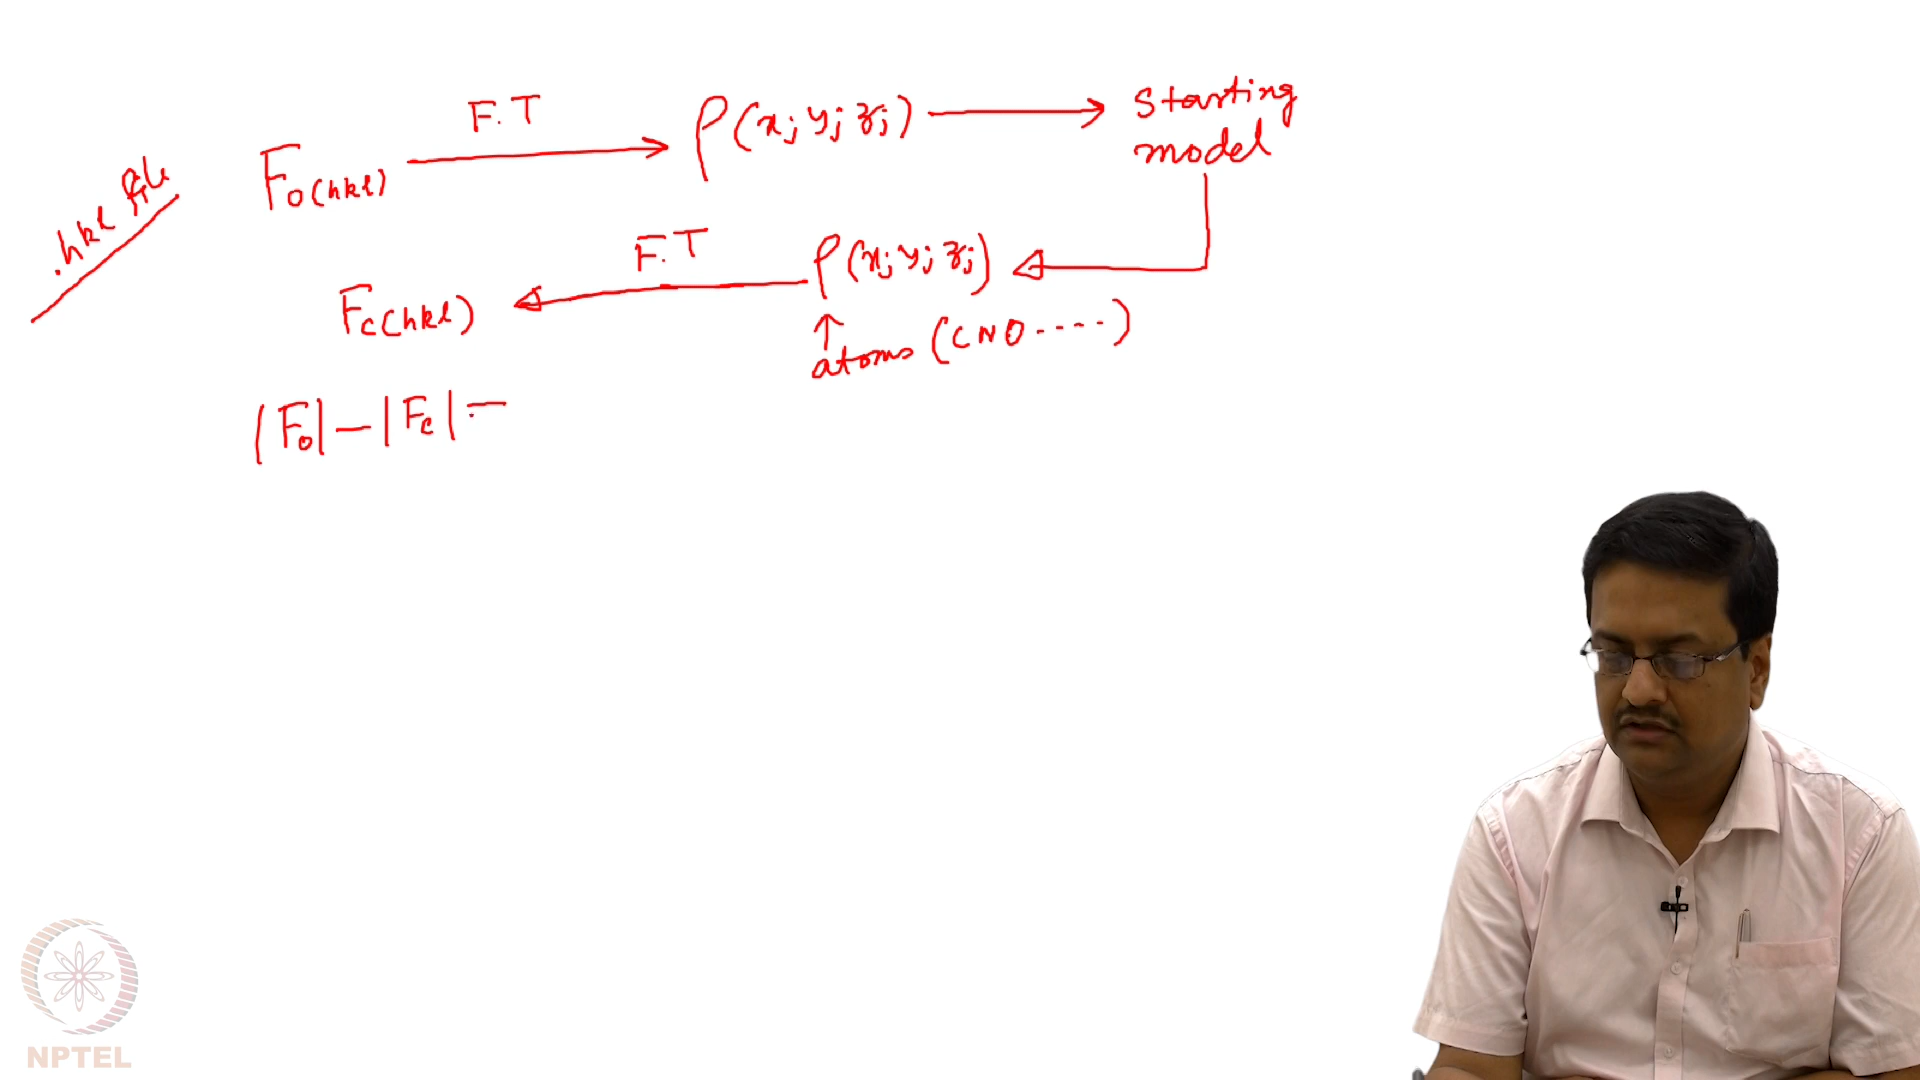 .hkl file
F.T
Fo(hkl) → ρ(xj yj zj) → Starting model
F.T
Fc(hkl) ← ρ(xj yj zj)
↑
atoms (C N O ----)
|Fo| - |Fc| =
NPTEL